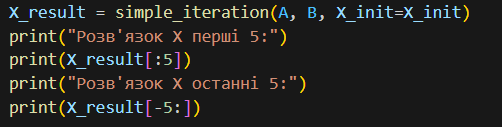 X_result = simple_iteration(A, B, X_init=X_init)
print("Розв'язок X перші 5:")
print(X_result[:5])
print("Розв'язок X останні 5:")
print(X_result[-5:])